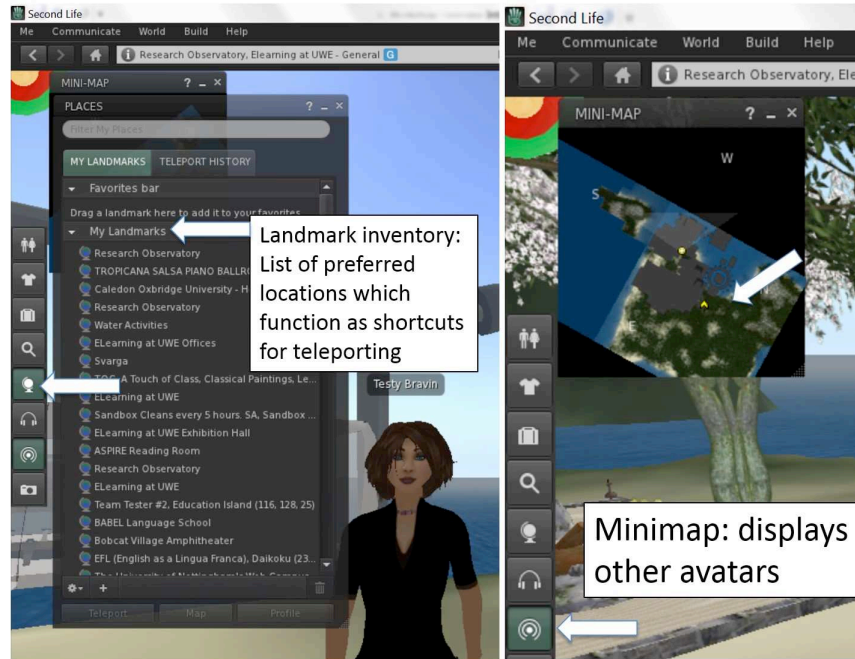 Second Life
Me Communicate World Build Help
Research Observatory, Elearning at UWE - General G
MINI-MAP ? _ ×
PLACES ? _ ×
Filter My Places
MY LANDMARKS TELEPORT HISTORY
Favorites bar
Drag a landmark here to add it to your favorites
My Landmarks
Research Observatory
TROPICANA SALSA PIANO BALLR
Caledon Oxbridge University - H
Research Observatory
Water Activities
ELearning at UWE Offices
Svarga
A Touch of Class, Classical Paintings, Le...
ELearning at UWE
Sandbox Cleans every 5 hours. SA, Sandbox ...
ELearning at UWE Exhibition Hall
ASPIRE Reading Room
Research Observatory
ELearning at UWE
Team Tester #2, Education Island (116, 128, 25)
BABEL Language School
Bobcat Village Amphitheater
EFL (English as a Lingua Franca), Daikoku (23...
Teleport Map Profile
Landmark inventory:
List of preferred
locations which
function as shortcuts
for teleporting
Testy Bravin
Second Life
Me Communicate World Build Help
Research Observatory, Ele
MINI-MAP ? _ ×
W
S
E
Minimap: displays
other avatars